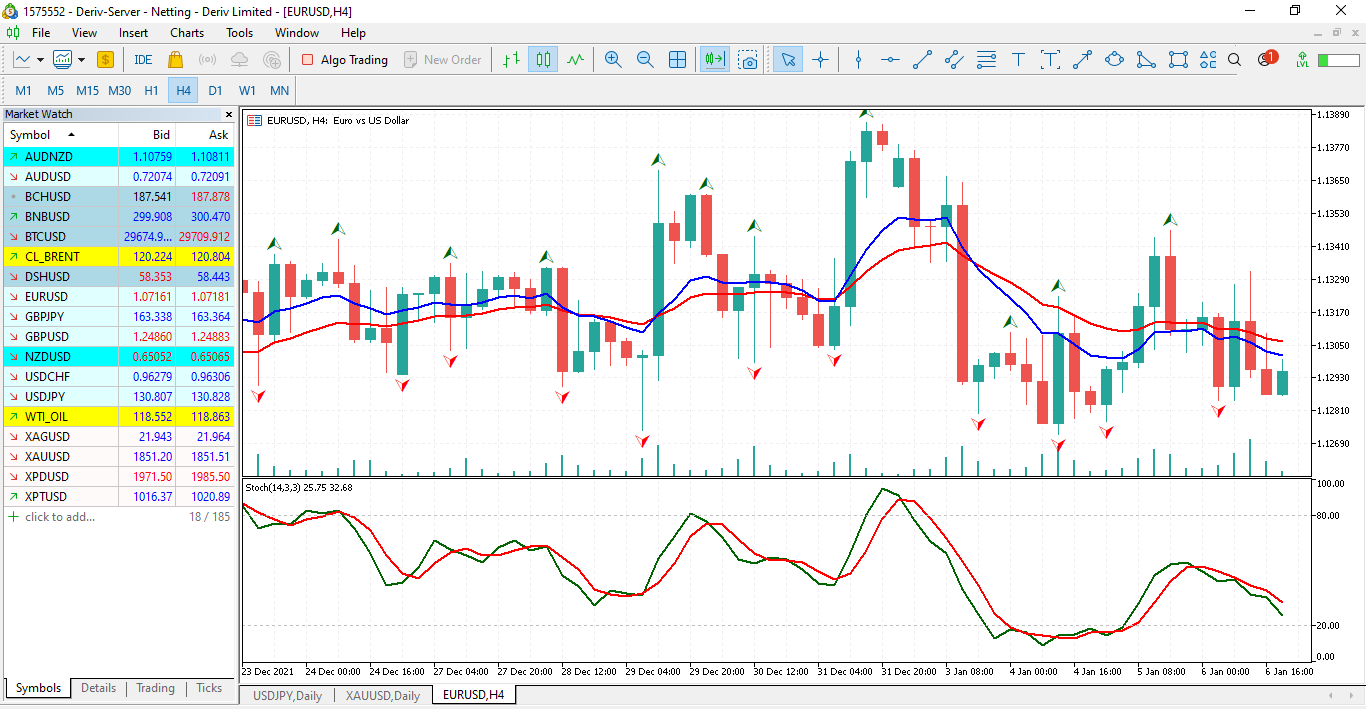 1575552 - Deriv-Server - Netting - Deriv Limited - [EURUSD,H4]
File View Insert Charts Tools Window Help
$ IDE Algo Trading New Order T T 1 LVL
M1 M5 M15 M30 H1 H4 D1 W1 MN
Market Watch
Symbol Bid Ask
AUDNZD 1.10759 1.10811
AUDUSD 0.72074 0.72091
BCHUSD 187.541 187.878
BNBUSD 299.908 300.470
BTCUSD 29674.9... 29709.912
CL_BRENT 120.224 120.804
DSHUSD 58.353 58.443
EURUSD 1.07161 1.07181
GBPJPY 163.338 163.364
GBPUSD 1.24860 1.24883
NZDUSD 0.65052 0.65065
USDCHF 0.96279 0.96306
USDJPY 130.807 130.828
WTI_OIL 118.552 118.863
XAGUSD 21.943 21.964
XAUUSD 1851.20 1851.51
XPDUSD 1971.50 1985.50
XPTUSD 1016.37 1020.89
click to add... 18 / 185
Symbols Details Trading Ticks
EURUSD, H4: Euro vs US Dollar
1.13890
1.13770
1.13650
1.13530
1.13410
1.13290
1.13170
1.13050
1.12930
1.12810
1.12690
Stoch(14,3,3) 25.75 32.68
100.00
80.00
20.00
0.00
23 Dec 2021 24 Dec 00:00 24 Dec 16:00 27 Dec 04:00 27 Dec 20:00 28 Dec 12:00 29 Dec 04:00 29 Dec 20:00 30 Dec 12:00 31 Dec 04:00 31 Dec 20:00 3 Jan 08:00 4 Jan 00:00 4 Jan 16:00 5 Jan 08:00 6 Jan 00:00 6 Jan 16:00
USDJPY,Daily XAUUSD,Daily EURUSD,H4